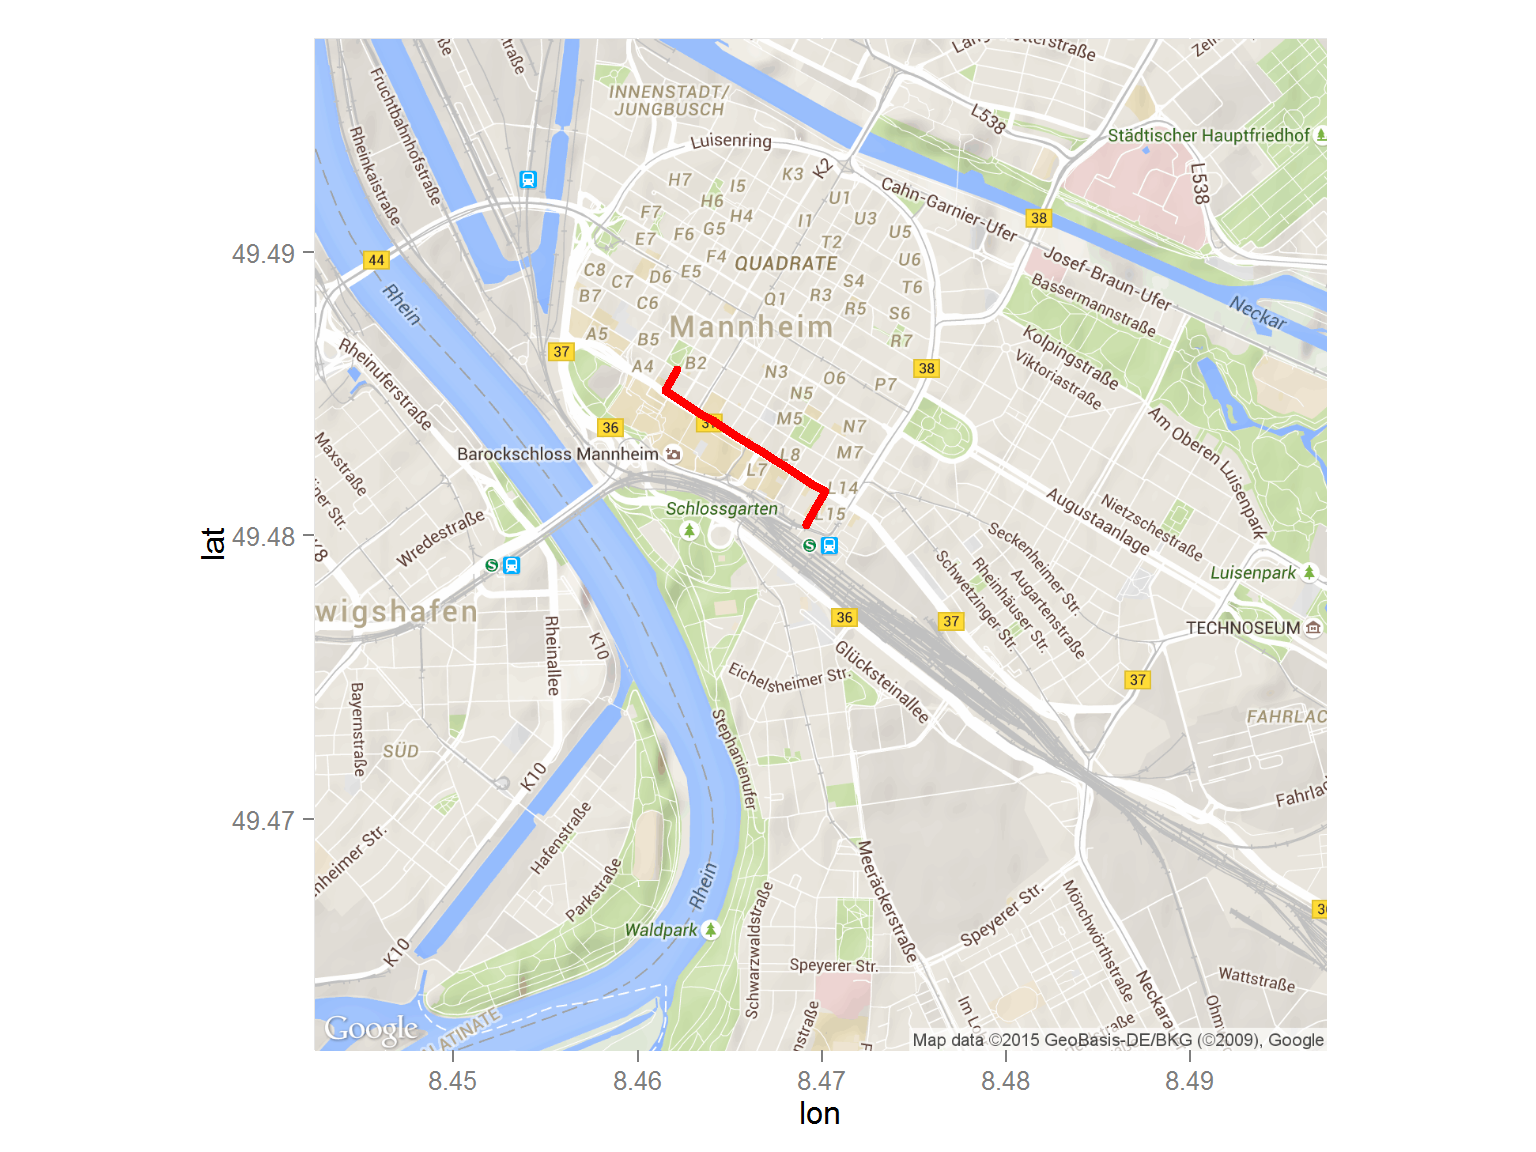 INNENSTADT/
JUNGBUSCH
Luisenring
K2
L538
Städtischer Hauptfriedhof
L538
Fruchtbahnhofstraße
Rheinkaistraße
Cahn-Garnier-Ufer
38
H7
I5
K3
H6
U1
F7
G5
H4
I1
U3
E7
F6
T2
U5
F4
QUADRATE
U6
C8
C7
D6
E5
S4
T6
B7
C6
Q1
R3
R5
S6
Mannheim
A5
B5
R7
44
Rhein
Josef-Braun-Ufer
Bassermannstraße
Neckar
Kolpingstraße
Viktoriastraße
37
A4
B2
N3
O6
P7
38
N5
M5
N7
M7
36
37
Rheinuferstraße
Maxstraße
Barockschloss Mannheim
L8
L7
L14
L15
Am Oberen Luisenpark
Schlossgarten
Augustaanlage
Nietzschestraße
Wredestraße
S
S
Seckenheimer Str.
Schwetzinger Str.
Rheinhäuser Str.
Augartenstraße
Luisenpark
TECHNOSEUM
wigshafen
36
37
37
Rheinallee
K10
Glücksteinallee
Eichelsheimer Str.
Bayernstraße
SÜD
Stephanienufer
FAHRLAC
Fahrlac
K10
Hafenstraße
Parkstraße
nheimer Str.
Meeräckerstraße
Rhein
Waldpark
Schwarzwaldstraße
Speyerer Str.
Mönchwörthstraße
Speyerer Str.
Wattstraße
K10
LATINATE
Google
Map data ©2015 GeoBasis-DE/BKG (©2009), Google
49.49
49.48
49.47
lat
8.45
8.46
8.47
8.48
8.49
lon